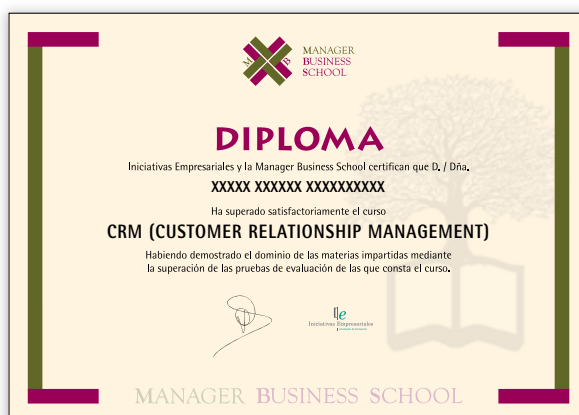 MANAGER
BUSINESS
SCHOOL
M B
DIPLOMA
Iniciativas Empresariales y la Manager Business School certifican que D. / Dña.
XXXXX XXXXXX XXXXXXXXXX
Ha superado satisfactoriamente el curso
CRM (CUSTOMER RELATIONSHIP MANAGEMENT)
Habiendo demostrado el dominio de las materias impartidas mediante
la superación de las pruebas de evaluación de las que consta el curso.
Iniciativas Empresariales
MANAGER BUSINESS SCHOOL